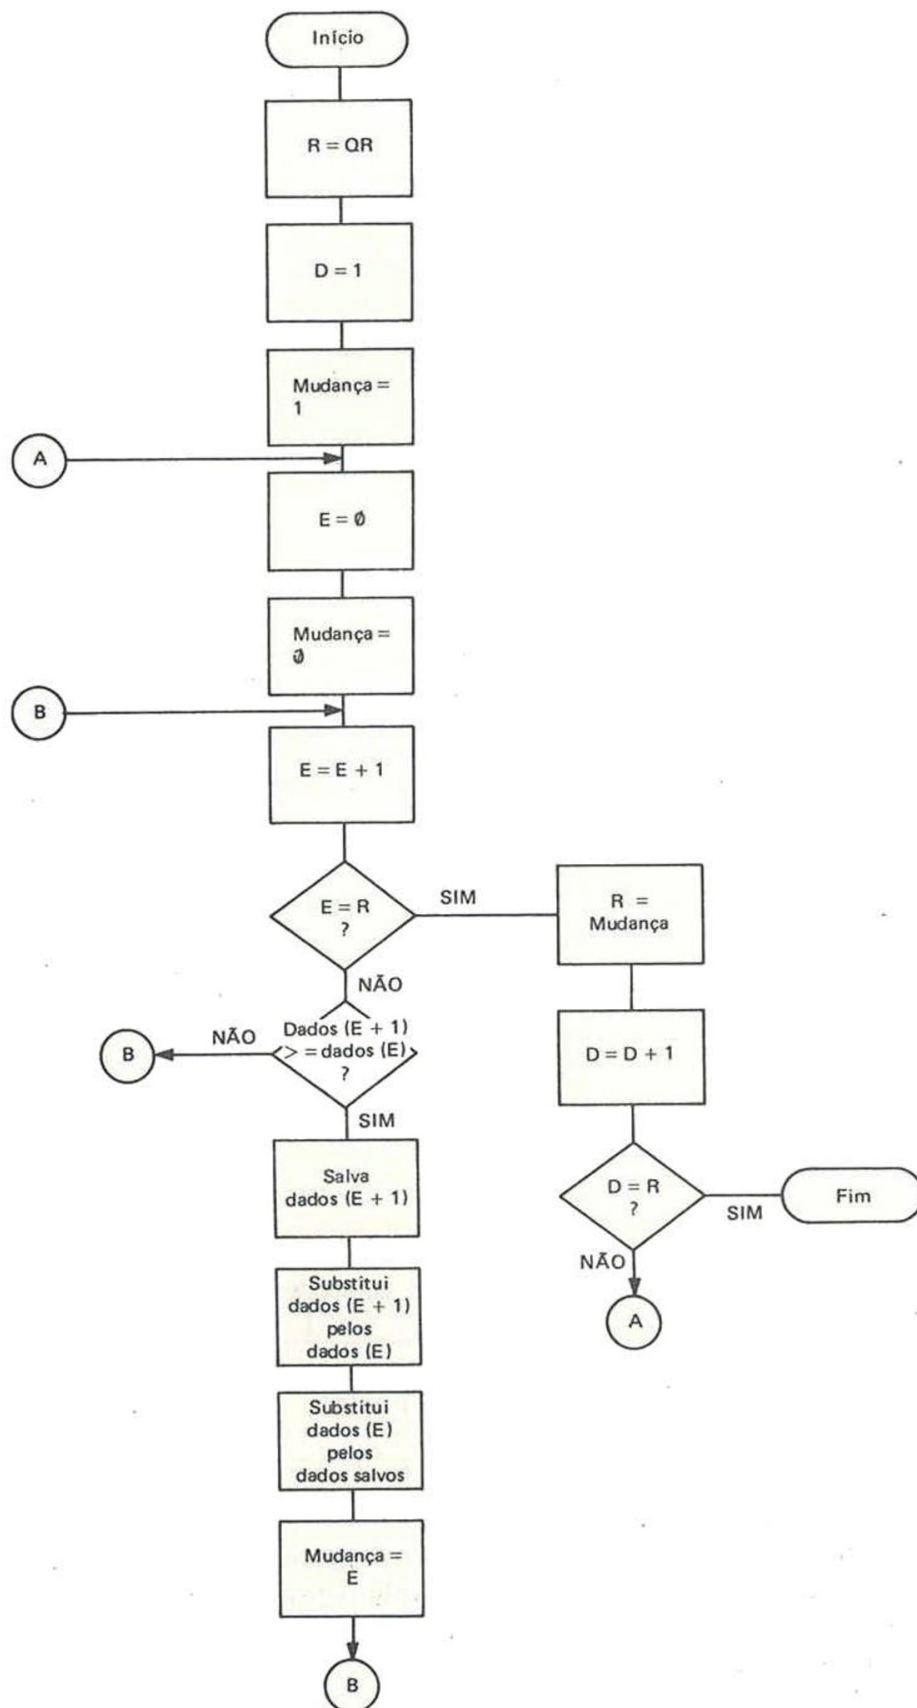 Início
R = QR
D = 1
Mudança =
1
A
E = Ø
Mudança =
Ø
B
E = E + 1
E = R
?
SIM
R =
Mudança
NÃO
D = D + 1
Dados (E + 1)
> = dados (E)
?
NÃO
B
SIM
D = R
?
SIM
Fim
NÃO
A
Salva
dados (E + 1)
Substitui
dados (E + 1)
pelos
dados (E)
Substitui
dados (E)
pelos
dados salvos
Mudança =
E
B